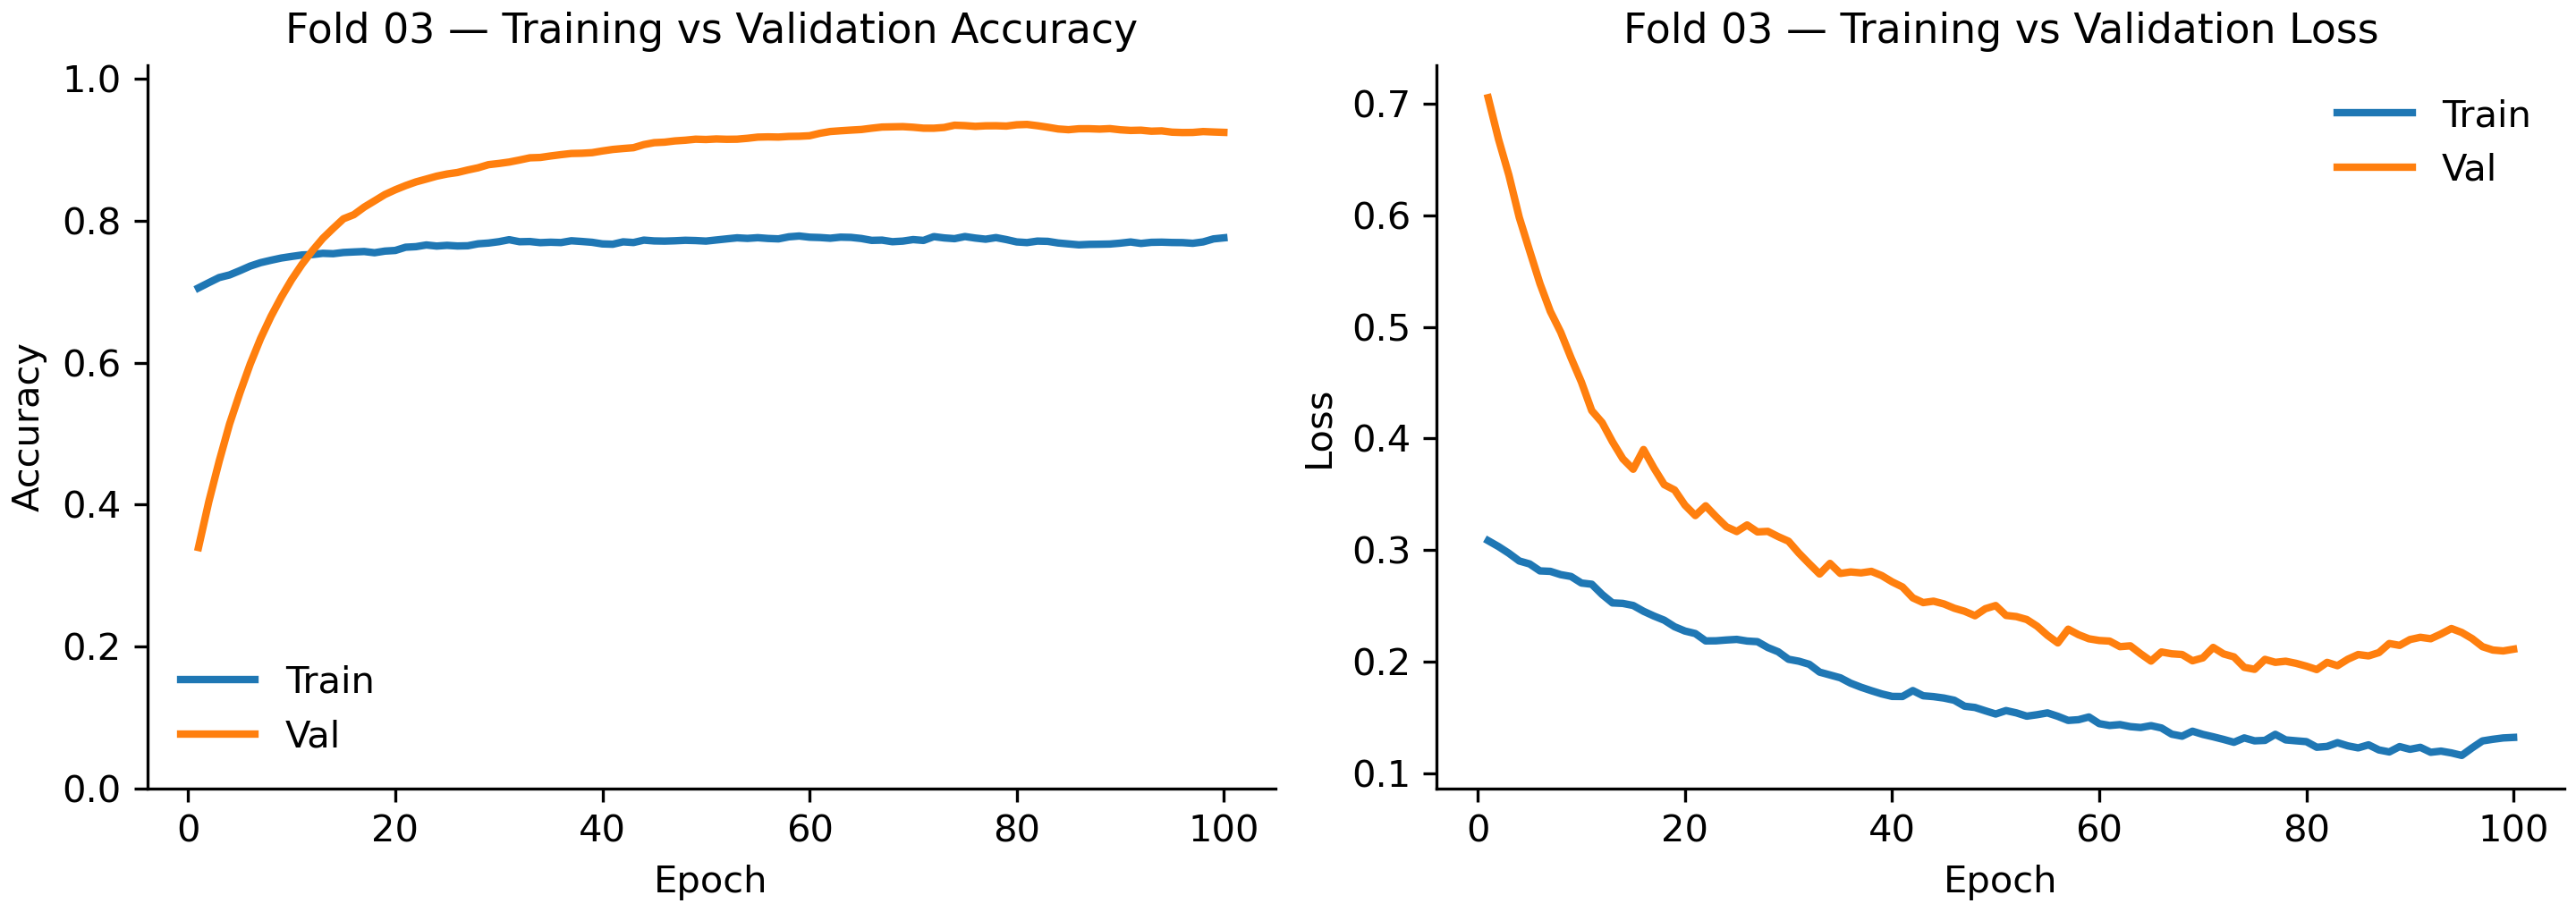 Fold 03 — Training vs Validation Accuracy
1.0
0.8
0.6
0.4
0.2
0.0
Accuracy
Train
Val
0 20 40 60 80 100
Epoch
Fold 03 — Training vs Validation Loss
0.7
0.6
0.5
0.4
0.3
0.2
0.1
Loss
Train
Val
0 20 40 60 80 100
Epoch